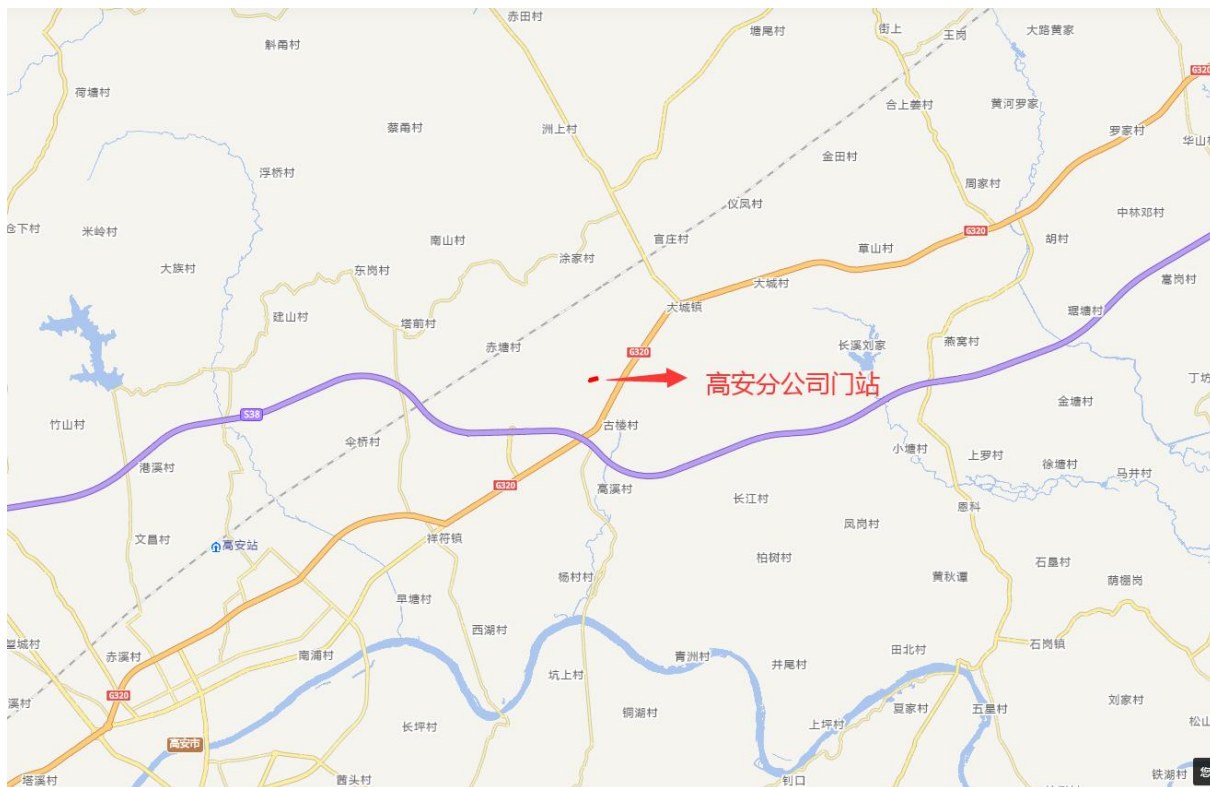 赤田村
塘尾村
街上
王岗
大路黄家
斛甬村
G320
荷塘村
合上姜村
黄河罗家
蔡甬村
洲上村
罗家村
华山村
金田村
浮桥村
周家村
仪凤村
中林邓村
仓下村
米岭村
南山村
官庄村
G320
胡村
草山村
大族村
东岗村
涂家村
大城村
嵩岗村
建山村
塔前村
大城镇
琚塘村
赤塘村
G320
长溪刘家
燕窝村
高安分公司门站
丁坊
金塘村
S38
竹山村
伞桥村
古楼村
小塘村
上罗村
徐塘村
马井村
港溪村
G320
高溪村
长江村
恩科
凤岗村
文昌村
高安站
祥符镇
柏树村
石垦村
杨村村
黄秋谭
荫棚岗
早塘村
西湖村
石岗镇
赤溪村
南浦村
青洲村
井尾村
田北村
坑上村
G320
铜湖村
夏家村
五星村
刘家村
长坪村
上坪村
松山
高安市
塔溪村
茜头村
钊口
铁湖村
您